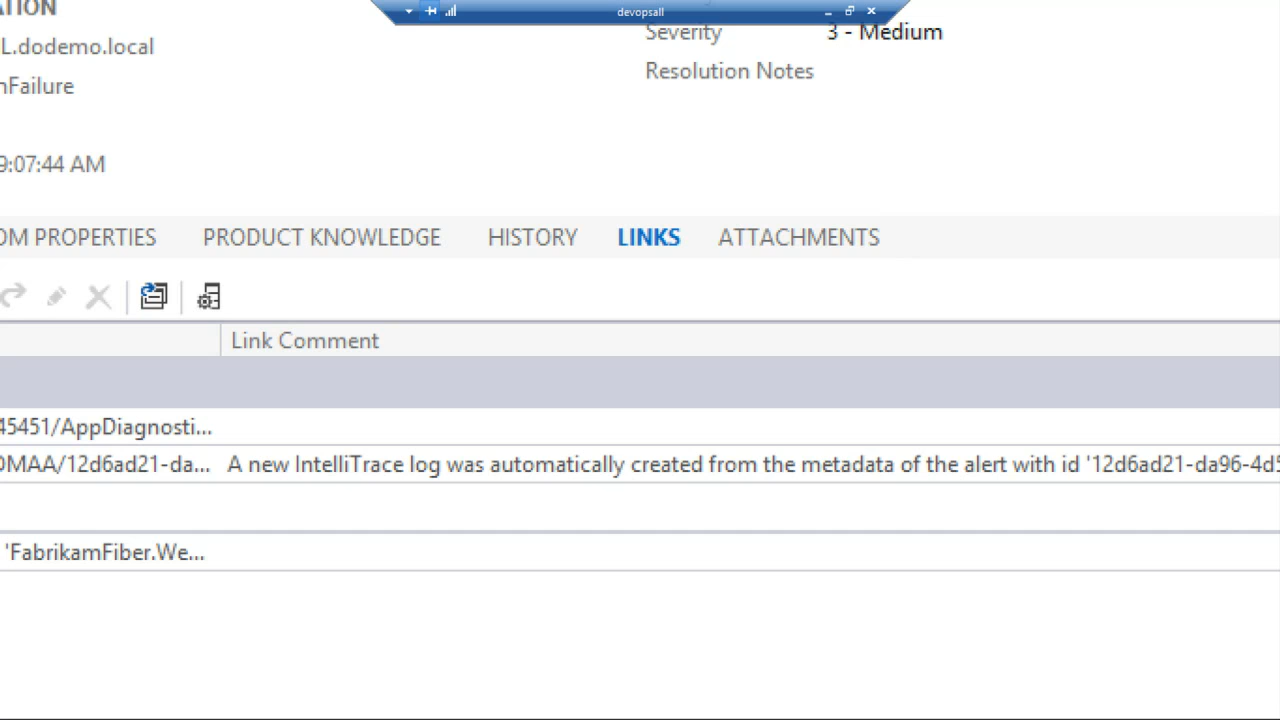 devopsall
ATION
Severity 3 - Medium
L.dodemo.local
Resolution Notes
nFailure
9:07:44 AM
OM PROPERTIES PRODUCT KNOWLEDGE HISTORY LINKS ATTACHMENTS
Link Comment
45451/AppDiagnosti...
OMAA/12d6ad21-da... A new IntelliTrace log was automatically created from the metadata of the alert with id '12d6ad21-da96-4d5
'FabrikamFiber.We...